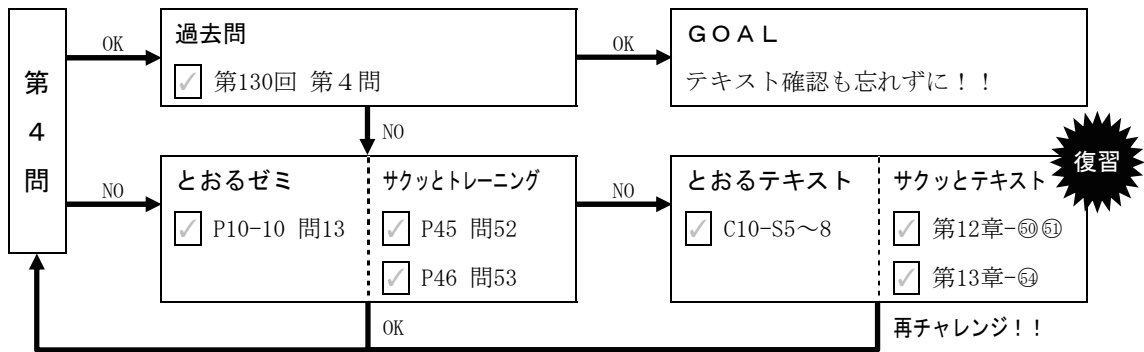 第４問
OK
過去問
第130回 第４問
OK
ＧＯＡＬ
テキスト確認も忘れずに！！
NO
NO
とおるゼミ
P10-10 問13
サクッとトレーニング
P45 問52
P46 問53
NO
とおるテキスト
C10-S5～8
サクッとテキスト
第12章-㊿51
第13章-54
復習
OK
再チャレンジ！！